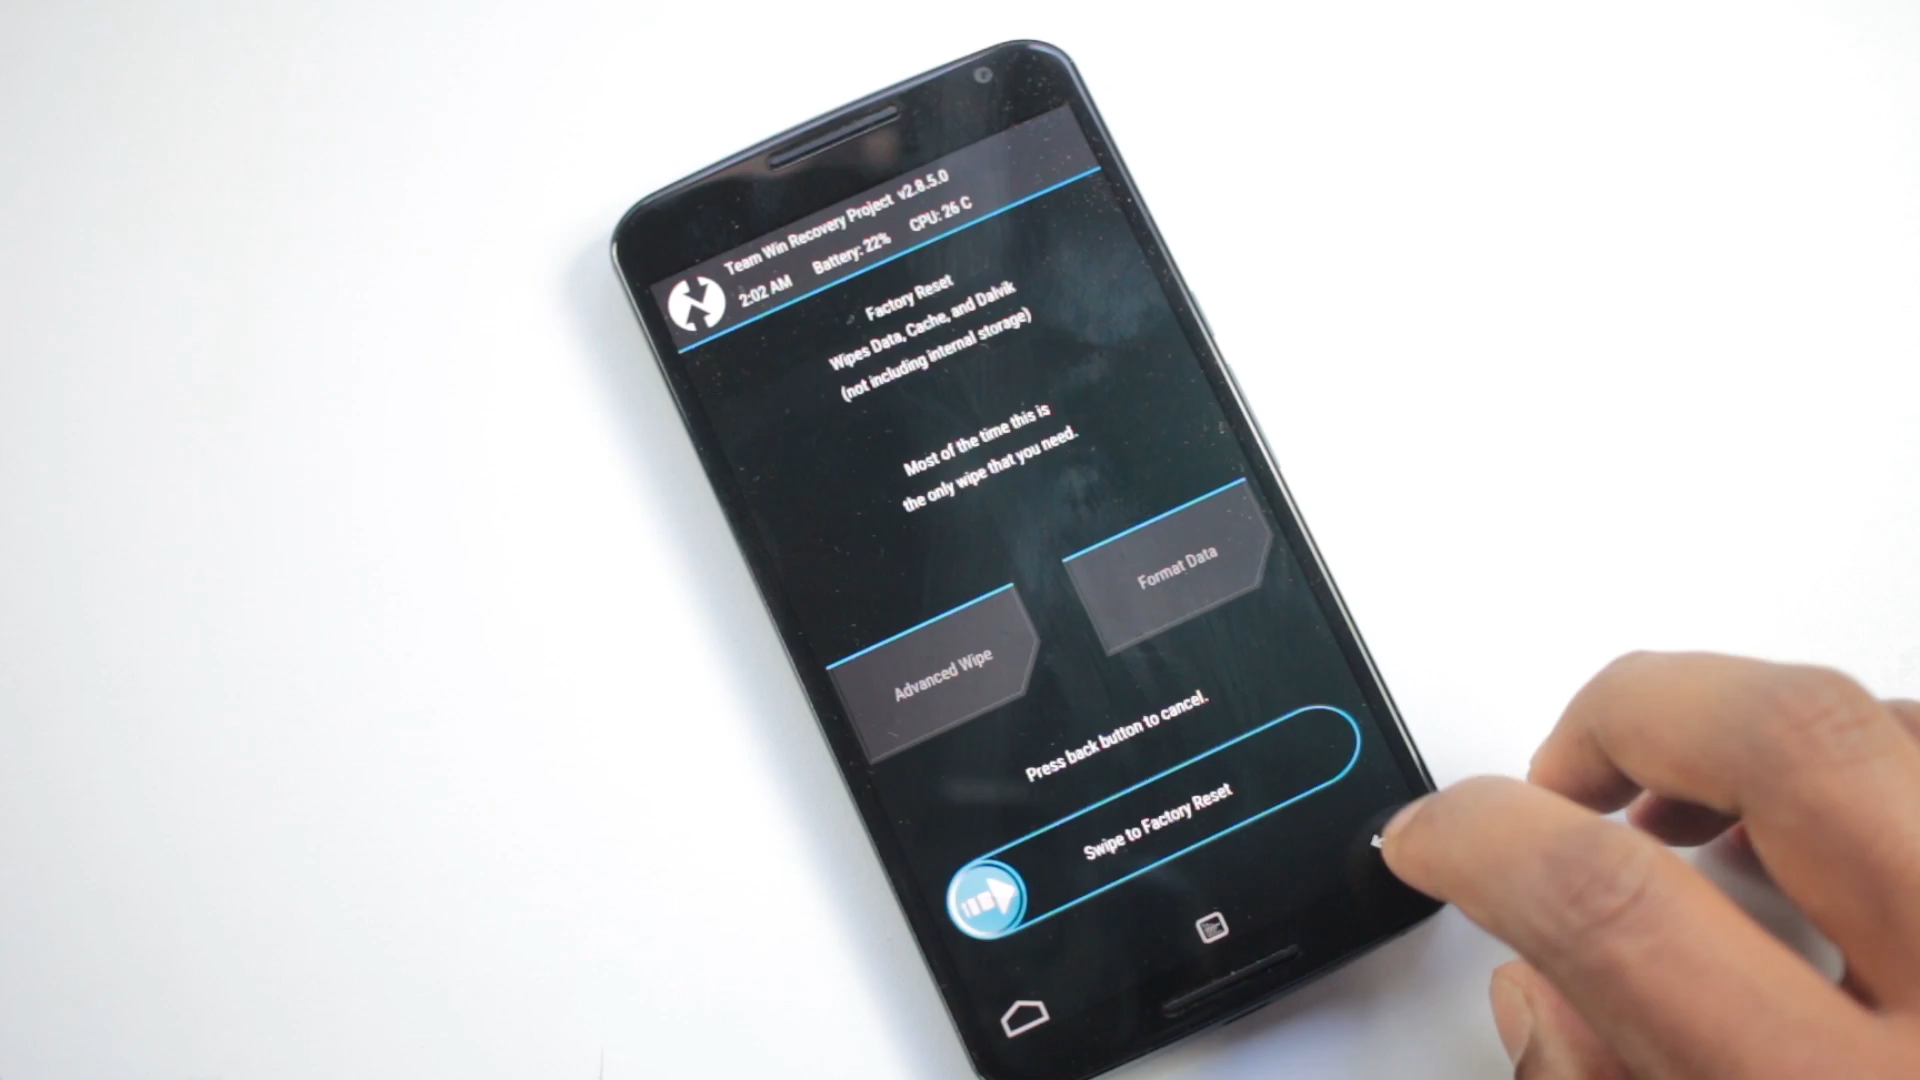 Team Win Recovery Project v2.8.5.0
2:02 AM Battery: 22% CPU: 26 C
Factory Reset
Wipes Data, Cache, and Dalvik
(not including internal storage)
Most of the time this is
the only wipe that you need.
Advanced Wipe
Format Data
Press back button to cancel.
Swipe to Factory Reset